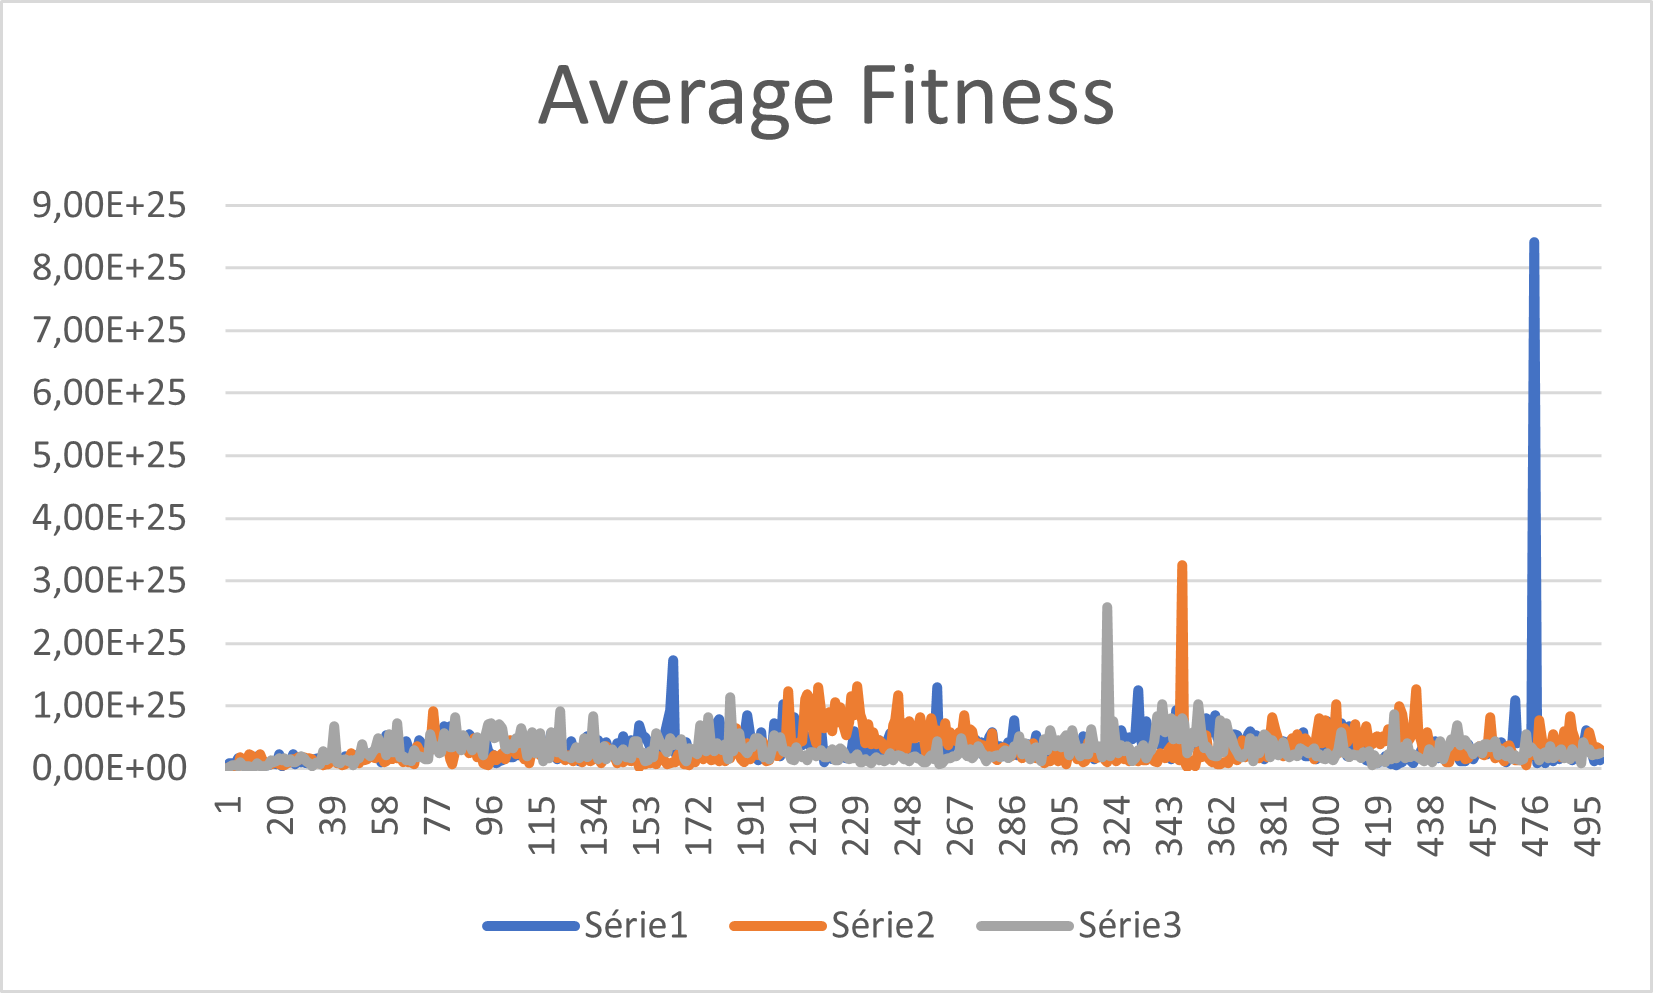 Average Fitness
9,00E+25
8,00E+25
7,00E+25
6,00E+25
5,00E+25
4,00E+25
3,00E+25
2,00E+25
1,00E+25
0,00E+00
1 20 39 58 77 96 115 134 153 172 191 210 229 248 267 286 305 324 343 362 381 400 419 438 457 476 495
Série1 Série2 Série3